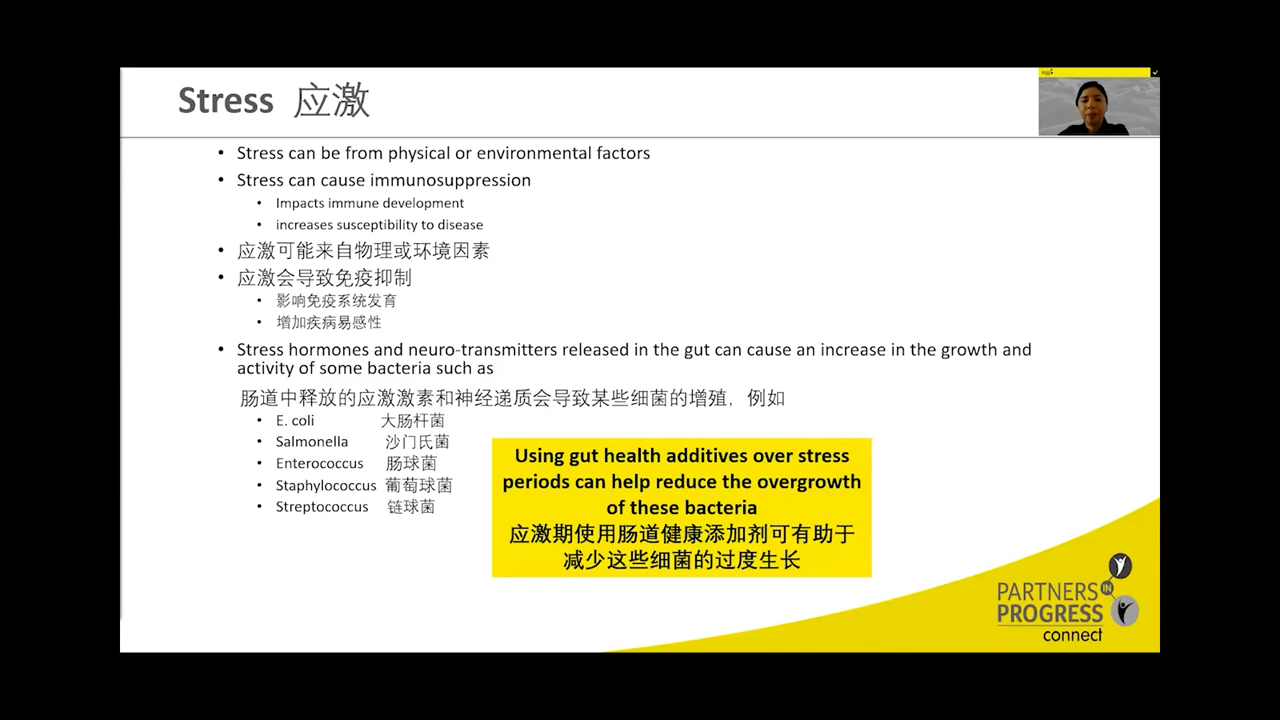 Stress 应激
• Stress can be from physical or environmental factors
• Stress can cause immunosuppression
• Impacts immune development
• increases susceptibility to disease
• 应激可能来自物理或环境因素
• 应激会导致免疫抑制
• 影响免疫系统发育
• 增加疾病易感性
• Stress hormones and neuro-transmitters released in the gut can cause an increase in the growth and
activity of some bacteria such as
肠道中释放的应激激素和神经递质会导致某些细菌的增殖，例如
• E. coli 大肠杆菌
• Salmonella 沙门氏菌
• Enterococcus 肠球菌
• Staphylococcus 葡萄球菌
• Streptococcus 链球菌
Using gut health additives over stress
periods can help reduce the overgrowth
of these bacteria
应激期使用肠道健康添加剂可有助于
减少这些细菌的过度生长
PARTNERS IN
PROGRESS
connect